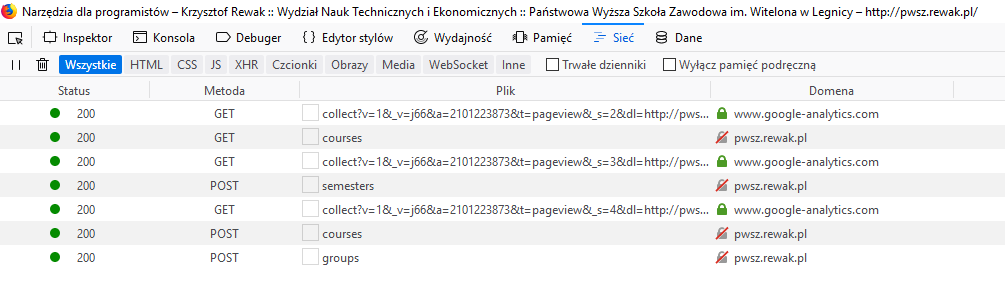 Narzędzia dla programistów – Krzysztof Rewak :: Wydział Nauk Technicznych i Ekonomicznych :: Państwowa Wyższa Szkoła Zawodowa im. Witelona w Legnicy – http://pwsz.rewak.pl/
Inspektor Konsola Debuger {} Edytor stylów Wydajność Pamięć Sieć Dane
Wszystkie HTML CSS JS XHR Czcionki Obrazy Media WebSocket Inne Trwałe dzienniki Wyłącz pamięć podręczną
Status Metoda Plik Domena
200 GET collect?v=1&_v=j66&a=2101223873&t=pageview&_s=2&dl=http://pws... www.google-analytics.com
200 GET courses pwsz.rewak.pl
200 GET collect?v=1&_v=j66&a=2101223873&t=pageview&_s=3&dl=http://pws... www.google-analytics.com
200 POST semesters pwsz.rewak.pl
200 GET collect?v=1&_v=j66&a=2101223873&t=pageview&_s=4&dl=http://pws... www.google-analytics.com
200 POST courses pwsz.rewak.pl
200 POST groups pwsz.rewak.pl